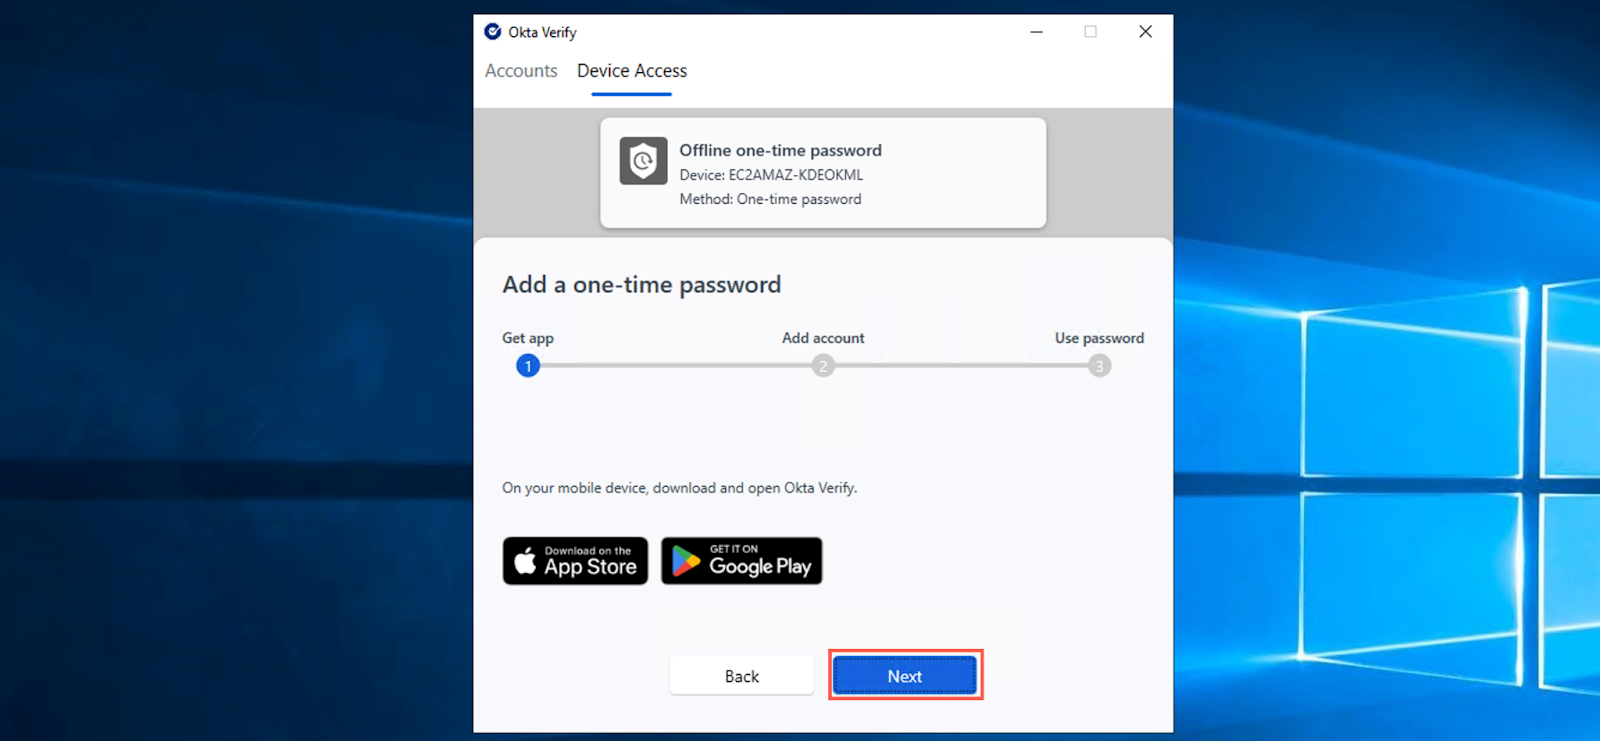 Okta Verify
Accounts Device Access
Offline one-time password
Device: EC2AMAZ-KDEOKML
Method: One-time password
Add a one-time password
Get app Add account Use password
1 2 3
On your mobile device, download and open Okta Verify.
Download on the
App Store
GET IT ON
Google Play
Back Next